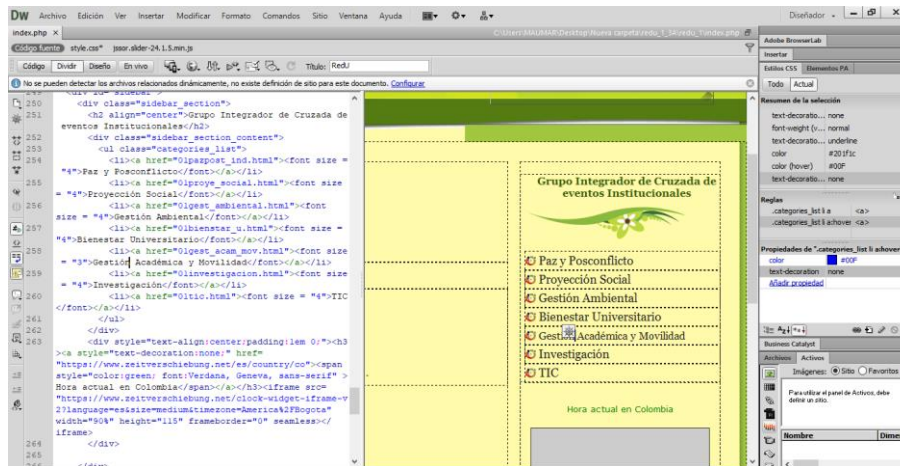 DW Archivo Edición Ver Insertar Modificar Formato Comandos Sitio Ventana Ayuda Diseñador
index.php
Código fuente style.css* jssor.slider-24.1.5.min.js
Código Dividir Diseño En vivo Título: RedU
No se pueden detectar los archivos relacionados dinámicamente, no existe definición de sitio para este documento. Configurar
250 <div class="sidebar_section">
251 <h2 align="center">Grupo Integrador de Cruzada de
eventos Institucionales</h2>
252 <div class="sidebar_section_content">
253 <ul class="categories_list">
254 <li><a href="01pazpost_ind.html"><font size =
"4">Paz y Posconflicto</font></a></li>
255 <li><a href="01proye_social.html"><font size
= "4">Proyección Social</font></a></li>
256 <li><a href="01gest_ambiental.html"><font
size = "4">Gestión Ambiental</font></a></li>
257 <li><a href="01bienestar_u.html"><font size =
"4">Bienestar Universitario</font></a></li>
258 <li><a href="01gest_acam_mov.html"><font size
= "3">Gestión Académica y Movilidad</font></a></li>
259 <li><a href="01investigacion.html"><font size
= "4">Investigación</font></a></li>
260 <li><a href="01tic.html"><font size = "4">TIC
</font></a></li>
261 </ul>
262 </div>
263 <div style="text-align:center;padding:1em 0;"><h3
><a style="text-decoration:none;" href=
"https://www.zeitverschiebung.net/es/country/co"><span
style="color:green; font:Verdana, Geneva, sans-serif" >
Hora actual en Colombia</span></a></h3><iframe src=
"https://www.zeitverschiebung.net/clock-widget-iframe-v
2?language=es&size=medium&timezone=America%2FBogota"
width="90%" height="115" frameborder="0" seamless></
iframe>
264 </div>
265
Grupo Integrador de Cruzada de
eventos Institucionales
Paz y Posconflicto
Proyección Social
Gestión Ambiental
Bienestar Universitario
Gestión Académica y Movilidad
Investigación
TIC
Hora actual en Colombia
Adobe BrowserLab
Insertar
Estilos CSS Elementos PA
Todo Actual
Resumen de la selección
text-decoratio... none
font-weight (v... normal
text-decoratio... underline
color #201f1c
color (hover) #00F
text-decoratio... none
Reglas
.categories_list li a <a>
.categories_list li a:hover <a>
Propiedades de ".categories_list li a:hover
color #00F
text-decoration none
Añadir propiedad
Business Catalyst
Archivos Activos
Imágenes: Sitio Favoritos
Para utilizar el panel de Activos, debe
definir un sitio.
Nombre Dime